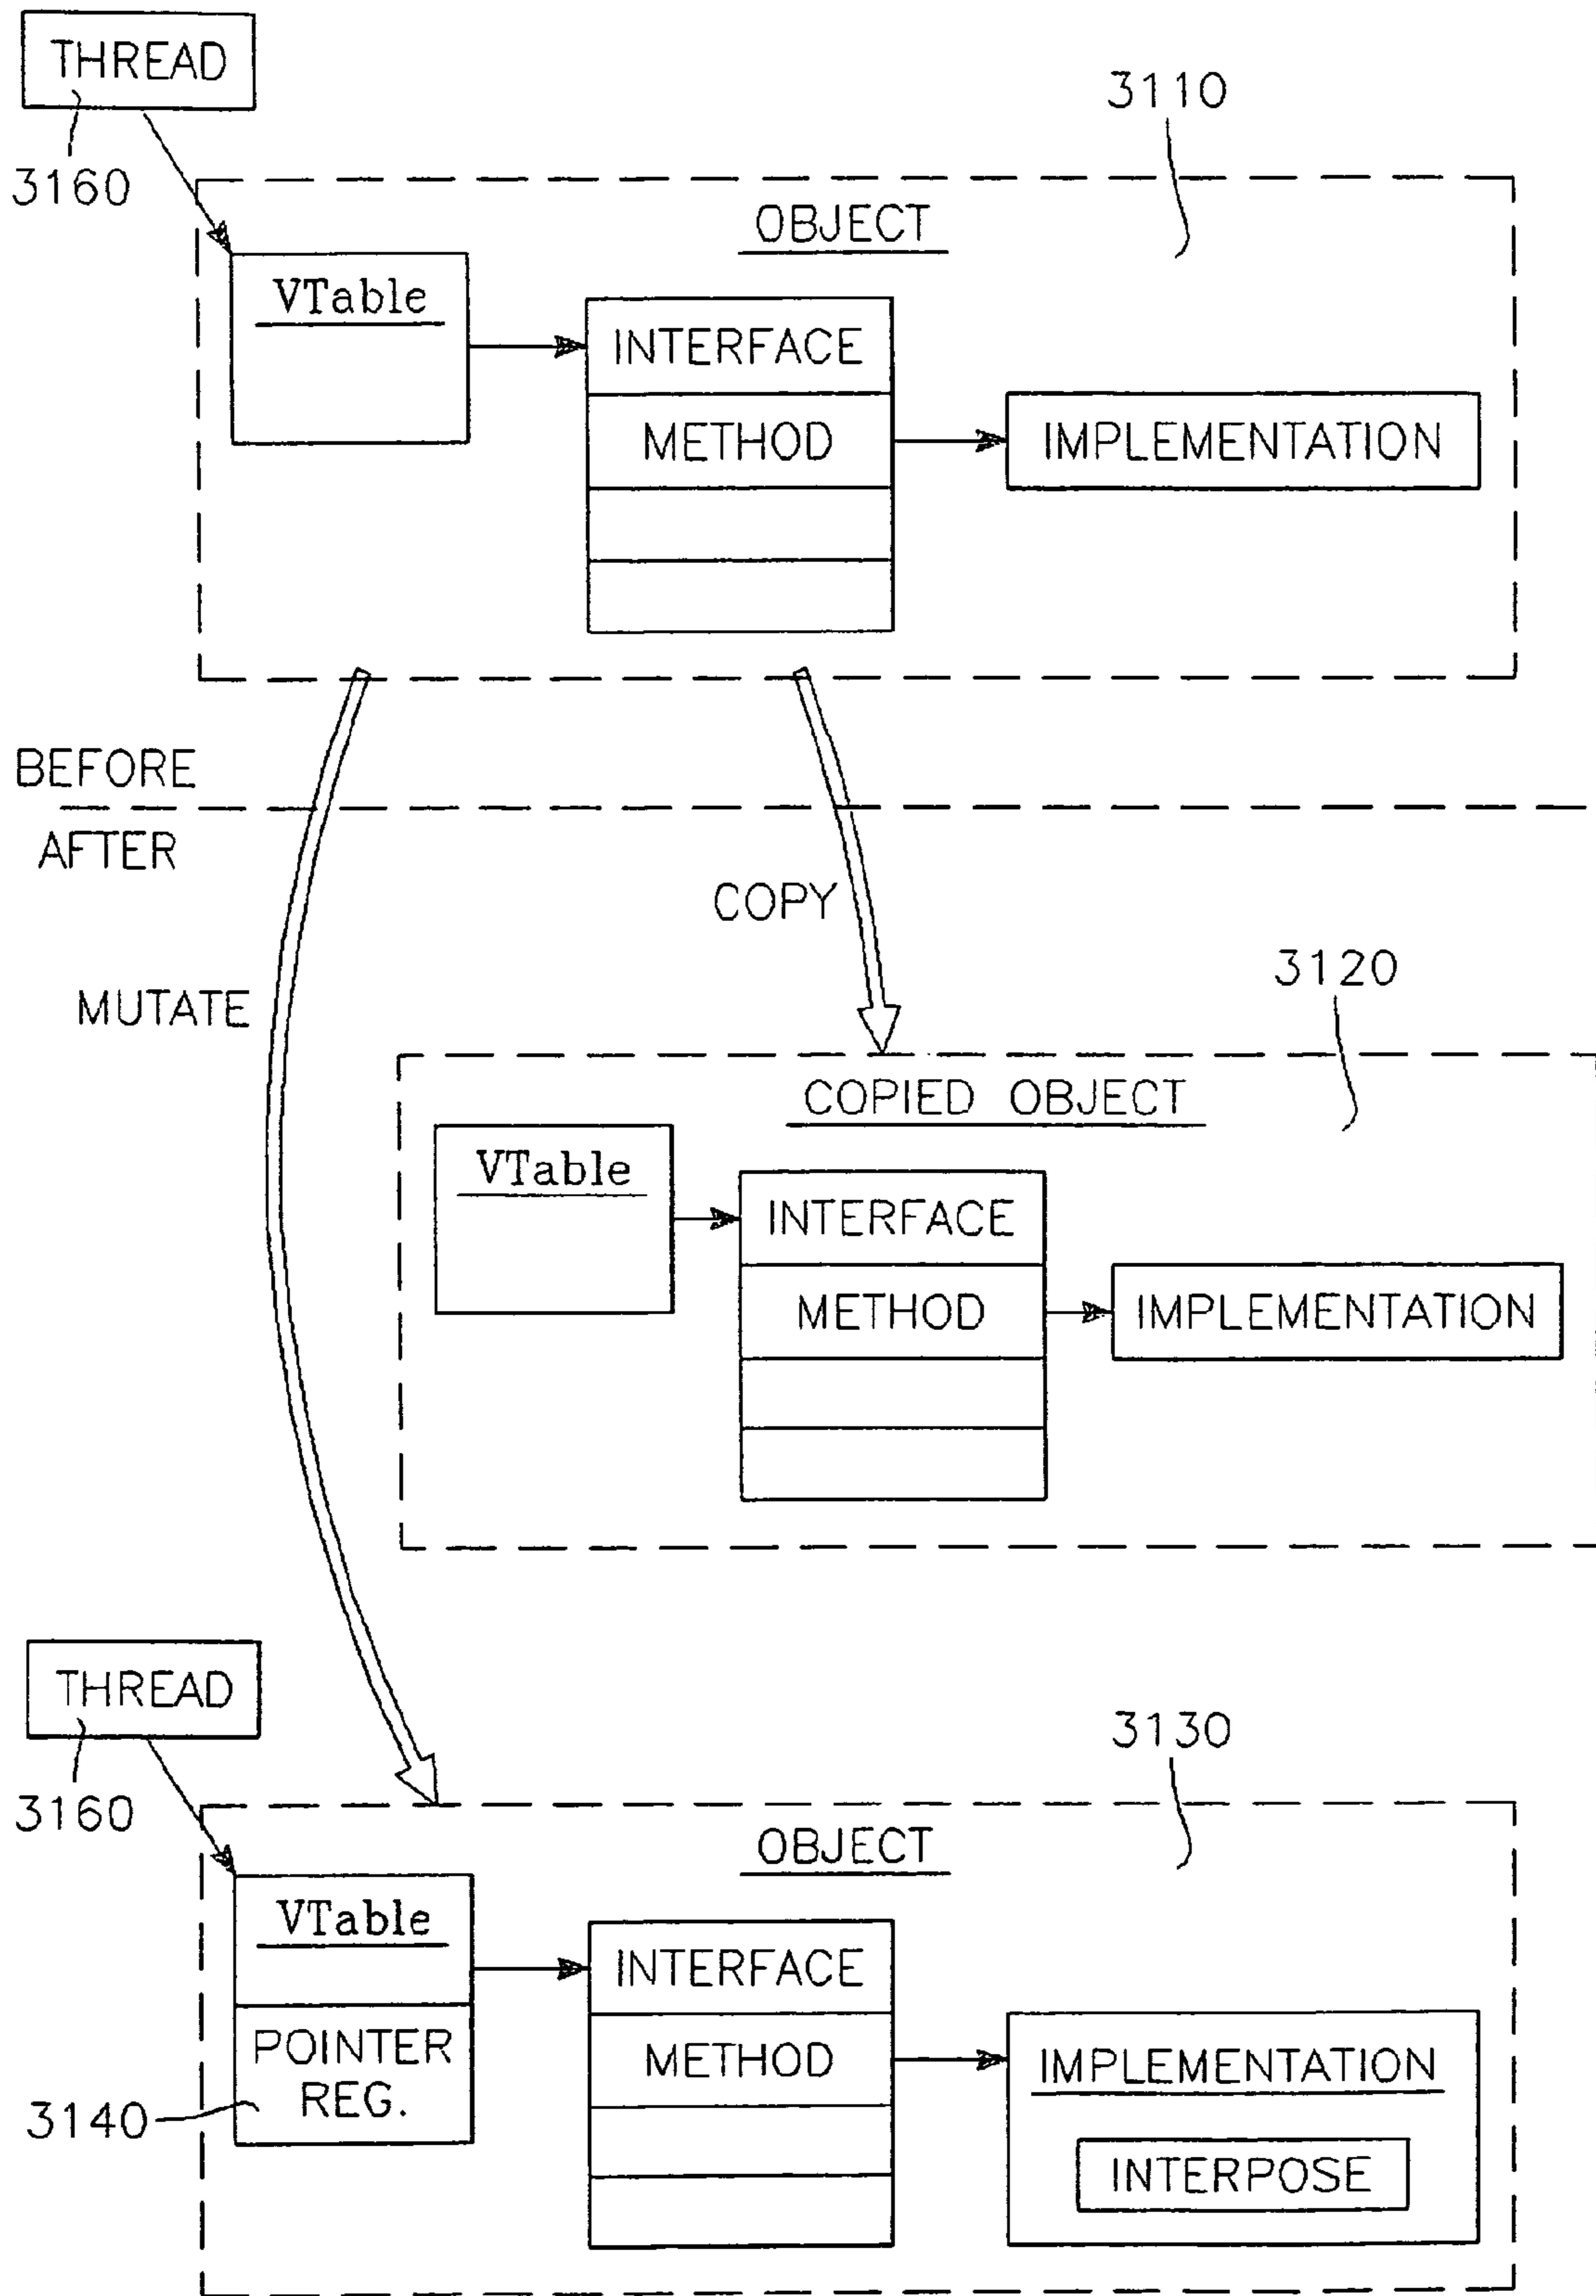 THREAD
3160
3110
OBJECT
VTable
INTERFACE
METHOD
IMPLEMENTATION
BEFORE
AFTER
COPY
MUTATE
3120
COPIED OBJECT
VTable
INTERFACE
METHOD
IMPLEMENTATION
THREAD
3160
3130
OBJECT
VTable
POINTER
REG.
3140
INTERFACE
METHOD
IMPLEMENTATION
INTERPOSE